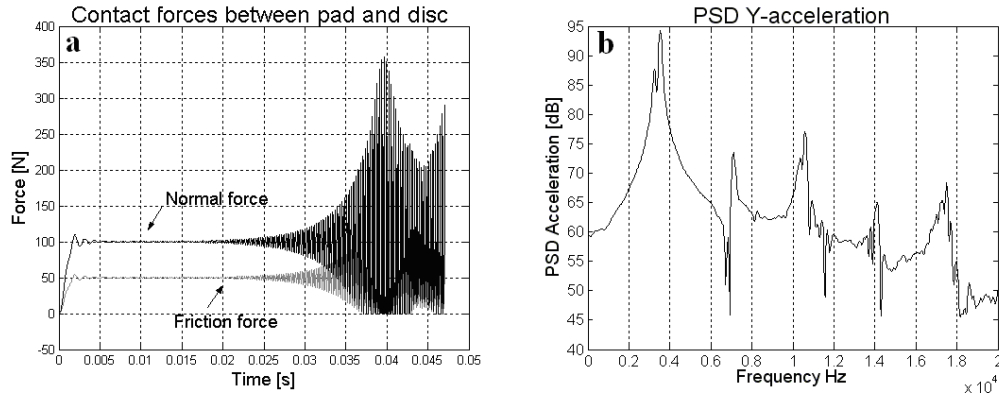 Contact forces between pad and disc
a
400
350
300
250
200
150
100
50
0
-50
Force [N]
Normal force
Friction force
0 0.005 0.01 0.015 0.02 0.025 0.03 0.035 0.04 0.045 0.05
Time [s]
PSD Y-acceleration
b
95
90
85
80
75
70
65
60
55
50
45
40
PSD Acceleration [dB]
0 0.2 0.4 0.6 0.8 1 1.2 1.4 1.6 1.8 2
Frequency Hz
x 10⁴